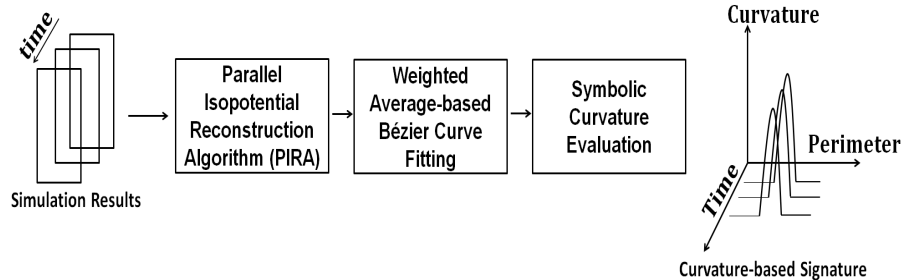 time
Simulation Results
Parallel
Isopotential
Reconstruction
Algorithm (PIRA)
Weighted
Average-based
Bézier Curve
Fitting
Symbolic
Curvature
Evaluation
Curvature
Perimeter
Time
Curvature-based Signature